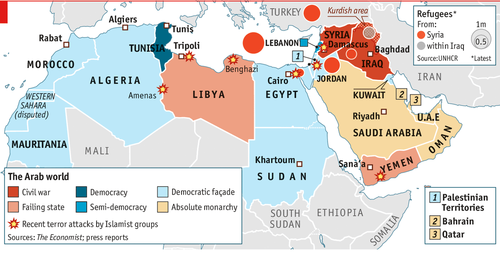 TURKEY
Kurdish area
Refugees*
From:
Syria
within Iraq
1m
0.5
Source:UNHCR
*Latest
Algiers
Tunis
Rabat
TUNISIA
Tripoli
LEBANON
SYRIA
Damascus
Baghdad
IRAQ
IRAN
MOROCCO
Benghazi
1
JORDAN
ALGERIA
Cairo
KUWAIT
2
3
WESTERN
SAHARA
(disputed)
Amenas
LIBYA
EGYPT
Riyadh
U.A.E
SAUDI ARABIA
OMAN
MAURITANIA
MALI
Khartoum
SUDAN
Sana'a
YEMEN
The Arab world
Civil war
Democracy
Democratic façade
Failing state
Semi-democracy
Absolute monarchy
Recent terror attacks by Islamist groups
Sources: The Economist; press reports
SOUTH
SUDAN
ETHIOPIA
SOMALIA
1 Palestinian
Territories
2 Bahrain
3 Qatar